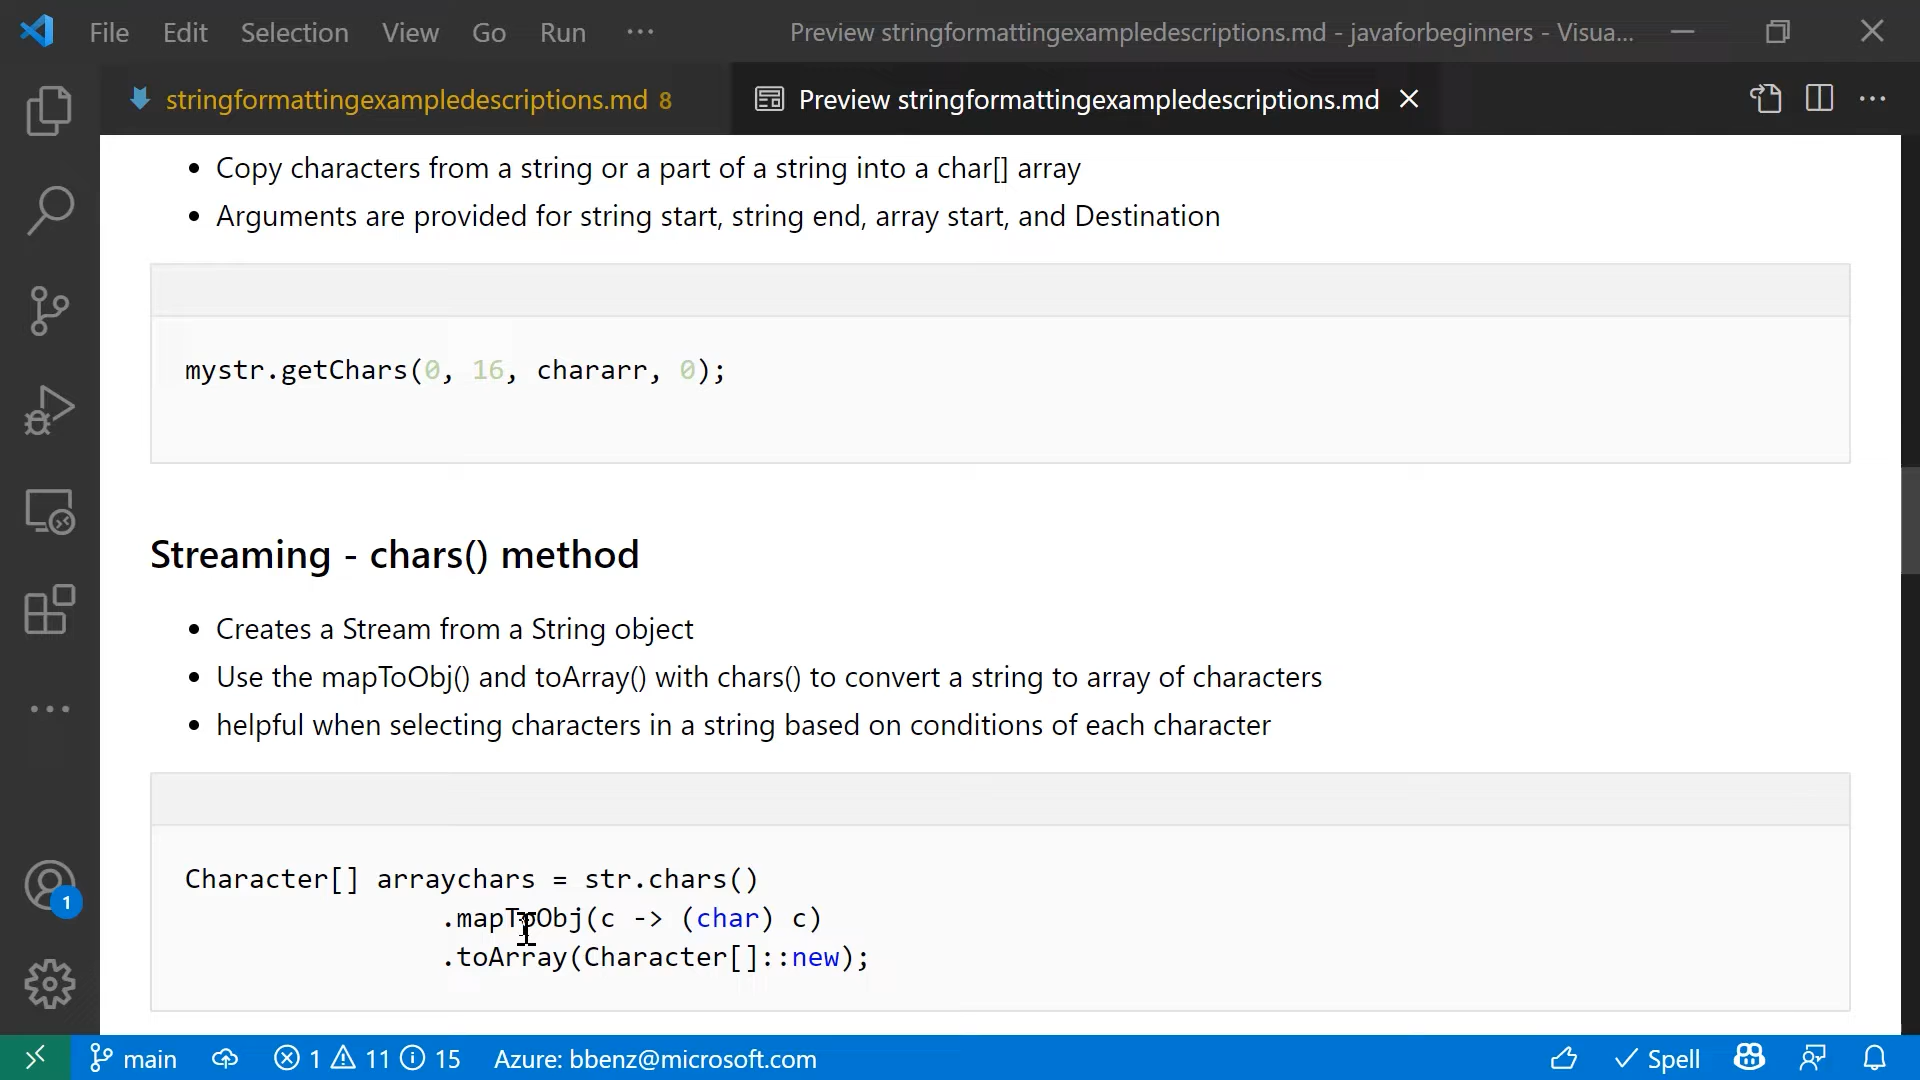 File Edit Selection View Go Run ··· Preview stringformattingexampledescriptions.md - javaforbeginners - Visua...
stringformattingexampledescriptions.md 8 Preview stringformattingexampledescriptions.md
• Copy characters from a string or a part of a string into a char[] array
• Arguments are provided for string start, string end, array start, and Destination
mystr.getChars(0, 16, chararr, 0);
Streaming - chars() method
• Creates a Stream from a String object
• Use the mapToObj() and toArray() with chars() to convert a string to array of characters
• helpful when selecting characters in a string based on conditions of each character
Character[] arraychars = str.chars()
.mapToObj(c -> (char) c)
.toArray(Character[]::new);
1
main 1 11 15 Azure: bbenz@microsoft.com Spell